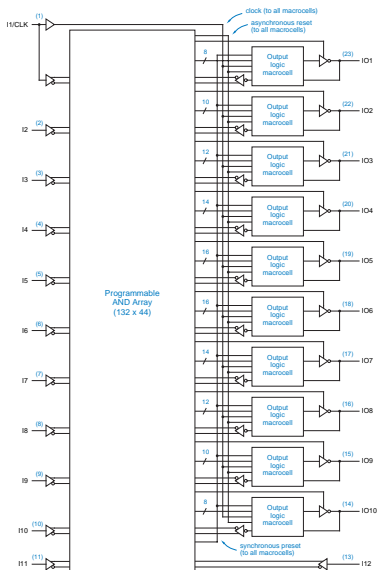 clock (to all macrocells)
asynchronous reset
(to all macrocells)
I1/CLK (1)
8
Output
logic
macrocell
(23)
IO1
I2 (2)
10
Output
logic
macrocell
(22)
IO2
I3 (3)
12
Output
logic
macrocell
(21)
IO3
I4 (4)
14
Output
logic
macrocell
(20)
IO4
I5 (5)
16
Output
logic
macrocell
(19)
IO5
Programmable
AND Array
(132 x 44)
I6 (6)
16
Output
logic
macrocell
(18)
IO6
I7 (7)
14
Output
logic
macrocell
(17)
IO7
I8 (8)
12
Output
logic
macrocell
(16)
IO8
I9 (9)
10
Output
logic
macrocell
(15)
IO9
I10 (10)
8
Output
logic
macrocell
(14)
IO10
synchronous preset
(to all macrocells)
I11 (11)
(13)
I12